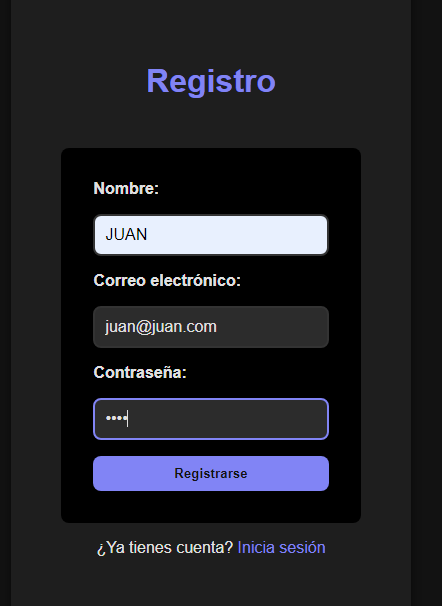 Registro
Nombre:
JUAN
Correo electrónico:
juan@juan.com
Contraseña:
••••
Registrarse
¿Ya tienes cuenta? Inicia sesión